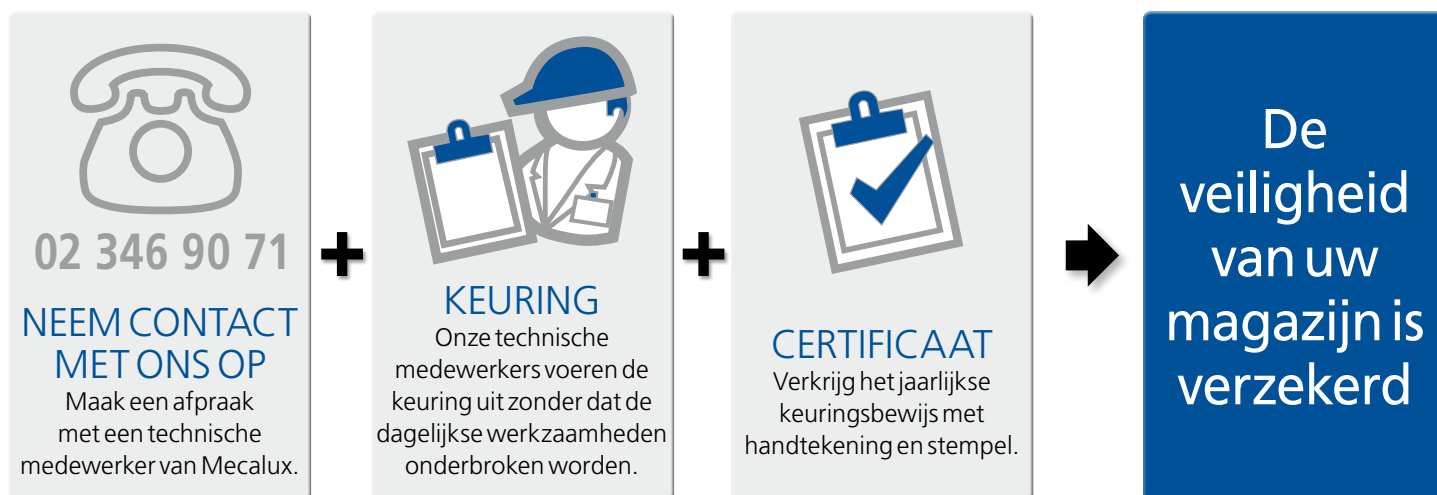 02 346 90 71
NEEM CONTACT
MET ONS OP
Maak een afpraak
met een technische
medewerker van Mecalux.
KEURING
Onze technische
medewerkers voeren de
keuring uit zonder dat de
dagelijkse werkzaamheden
onderbroken worden.
CERTIFICAAT
Verkrijg het jaarlijkse
keuringsbewijs met
handtekening en stempel.
De
veiligheid
van uw
magazijn is
verzekerd